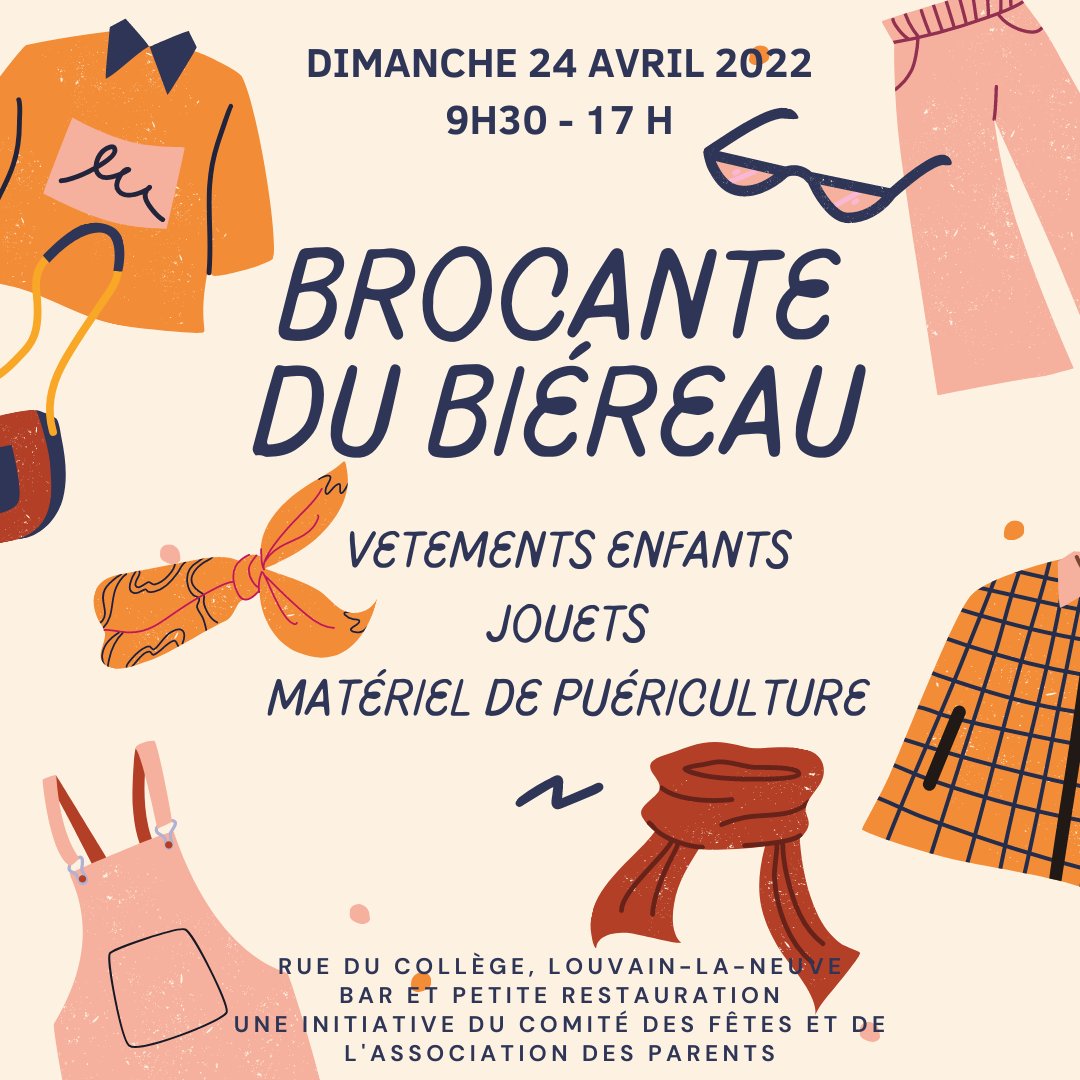 DIMANCHE 24 AVRIL 2022
9H30 - 17 H
BROCANTE
DU BIÉREAU
VETEMENTS ENFANTS
JOUETS
MATÉRIEL DE PUÉRICULTURE
RUE DU COLLÈGE, LOUVAIN-LA-NEUVE
BAR ET PETITE RESTAURATION
UNE INITIATIVE DU COMITÉ DES FÊTES ET DE
L'ASSOCIATION DES PARENTS